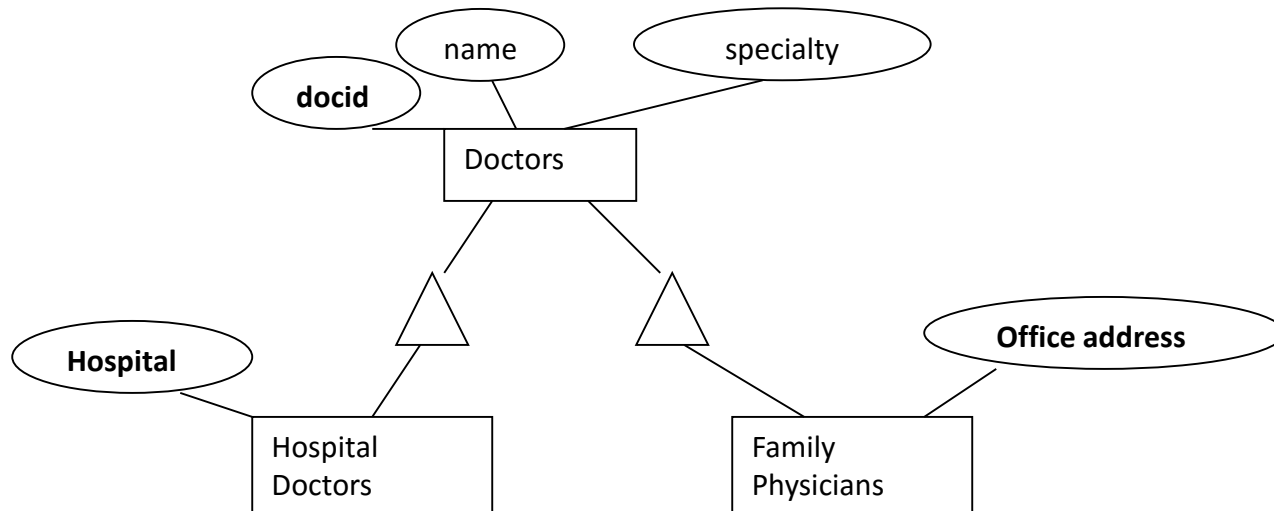 name
specialty
docid
Doctors
Hospital
Office address
Hospital
Doctors
Family
Physicians